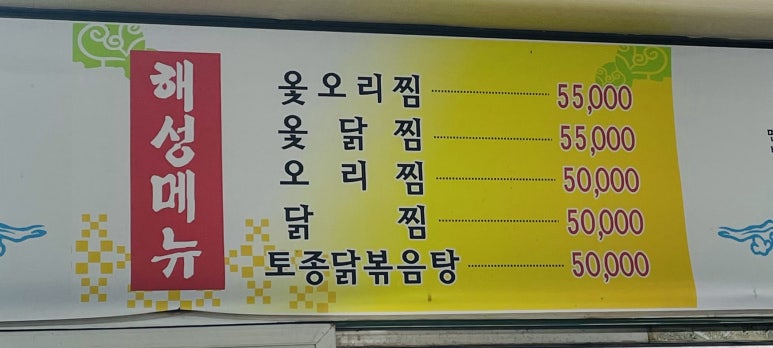 해성메뉴
옻오리찜 55,000
옻 닭 찜 55,000
오 리 찜 50,000
닭 찜 50,000
토종닭볶음탕 50,000